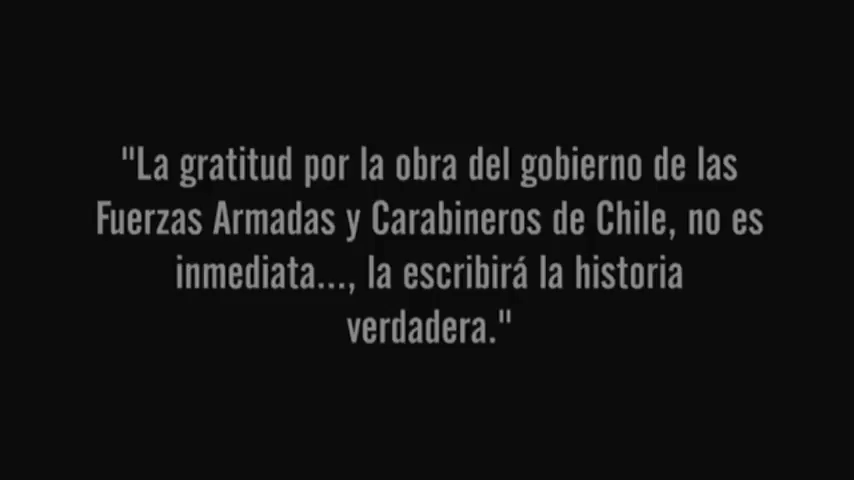 "La gratitud por la obra del gobierno de las
Fuerzas Armadas y Carabineros de Chile, no es
inmediata..., la escribirá la historia
verdadera."